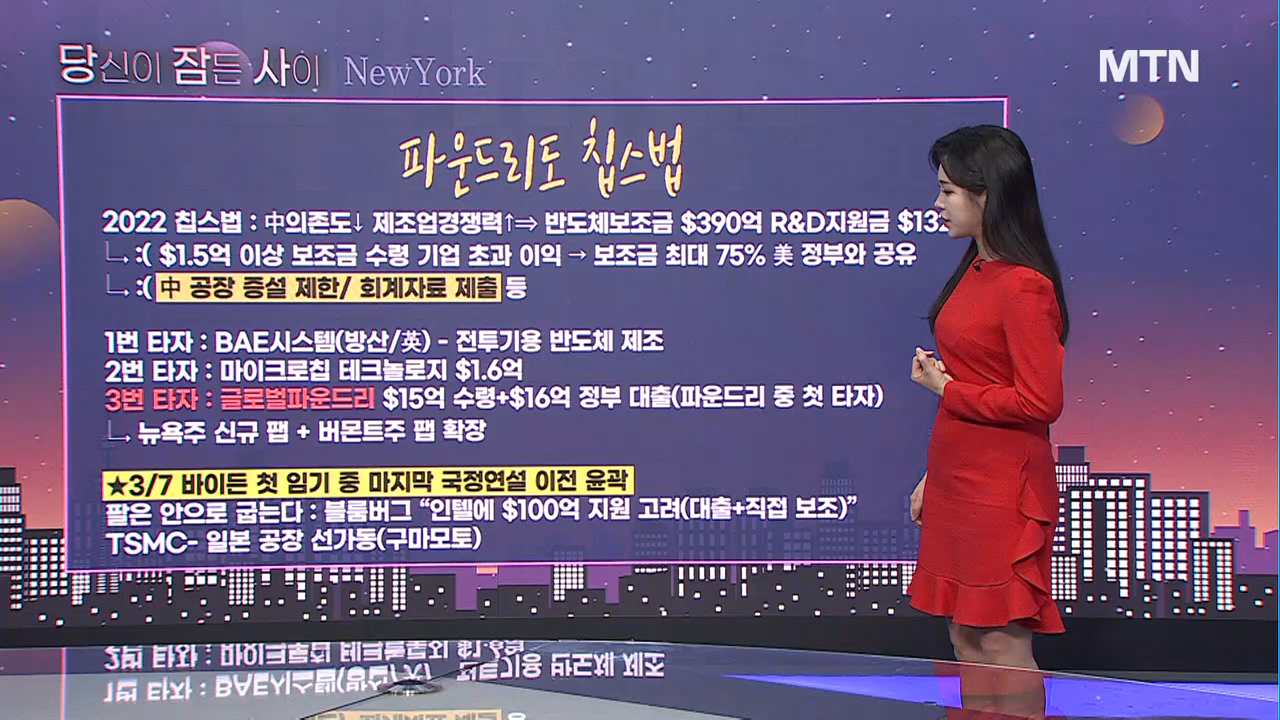 당신이 잠든 사이 NewYork
MTN
파운드리도 칩스법
2022 칩스법 : 中의존도↓ 제조업경쟁력↑⇒ 반도체보조금 $390억 R&D지원금
ㄴ :( $1.5억 이상 보조금 수령 기업 초과 이익 → 보조금 최대 75% 美 정부와 공유
ㄴ :( 中 공장 증설 제한/ 회계자료 제출 등
1번 타자 : BAE시스템(방산/英) - 전투기용 반도체 제조
2번 타자 : 마이크로칩 테크놀로지 $1.6억
3번 타자 : 글로벌파운드리 $15억 수령+$16억 정부 대출(파운드리 중 첫 타자)
ㄴ 뉴욕주 신규 팹 + 버몬트주 팹 확장
★3/7 바이든 첫 임기 중 마지막 국정연설 이전 윤곽
팔은 안으로 굽는다 : 블룸버그 “인텔에 $100억 지원 고려(대출+직접 보조)”
TSMC- 일본 공장 선가동(구마모토)